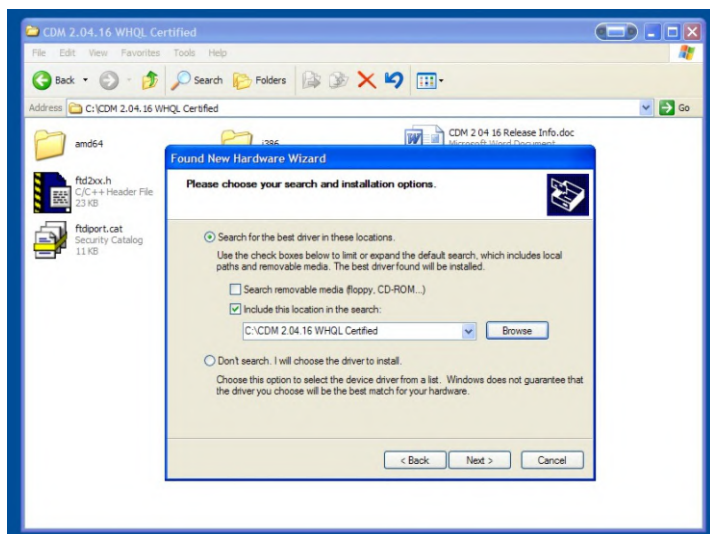 CDM 2.04.16 WHQL Certified
File Edit View Favorites Tools Help
Back Search Folders
Address C:\CDM 2.04.16 WHQL Certified Go
amd64
i386
CDM 2 04 16 Release Info.doc
Microsoft Word Document
ftd2xx.h
C/C++ Header File
23 KB
ftdiport.cat
Security Catalog
11 KB
Found New Hardware Wizard
Please choose your search and installation options.
Search for the best driver in these locations.
Use the check boxes below to limit or expand the default search, which includes local
paths and removable media. The best driver found will be installed.
Search removable media (floppy, CD-ROM...)
Include this location in the search:
C:\CDM 2.04.16 WHQL Certified
Browse
Don't search. I will choose the driver to install.
Choose this option to select the device driver from a list. Windows does not guarantee that
the driver you choose will be the best match for your hardware.
< Back Next > Cancel